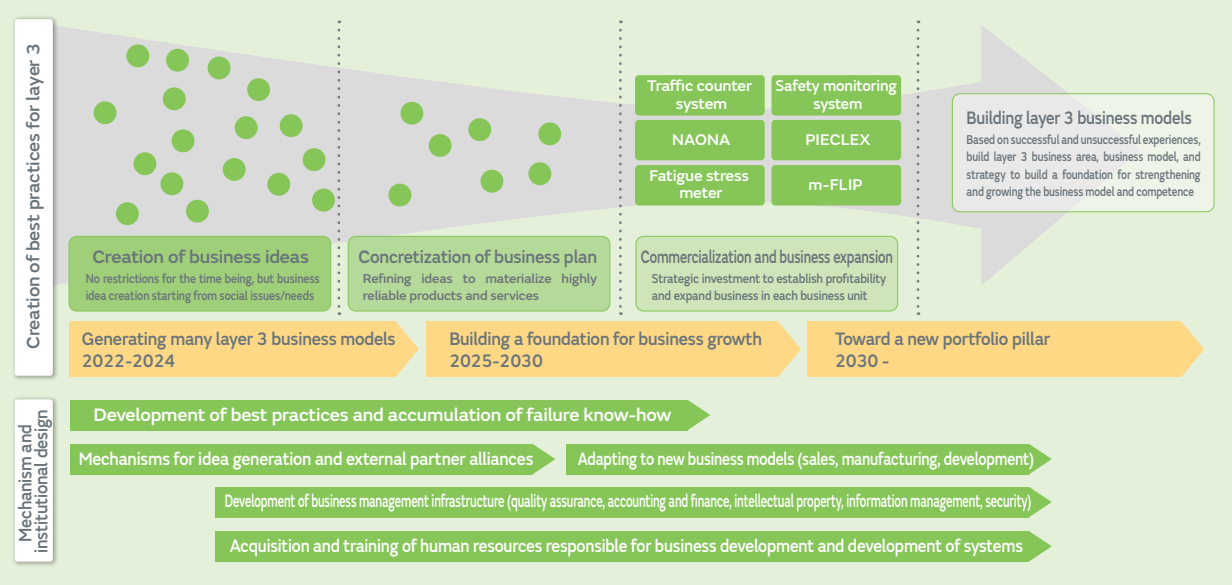 Creation of best practices for layer 3
Traffic counter
system
Safety monitoring
system
NAONA
PIECLEX
Fatigue stress
meter
m-FLIP
Building layer 3 business models
Based on successful and unsuccessful experiences,
build layer 3 business area, business model, and
strategy to build a foundation for strengthening
and growing the business model and competence
Creation of business ideas
No restrictions for the time being, but business
idea creation starting from social issues/needs
Concretization of business plan
Refining ideas to materialize highly
reliable products and services
Commercialization and business expansion
Strategic investment to establish profitability
and expand business in each business unit
Generating many layer 3 business models
2022-2024
Building a foundation for business growth
2025-2030
Toward a new portfolio pillar
2030 -
Mechanism and
institutional design
Development of best practices and accumulation of failure know-how
Mechanisms for idea generation and external partner alliances
Adapting to new business models (sales, manufacturing, development)
Development of business management infrastructure (quality assurance, accounting and finance, intellectual property, information management, security)
Acquisition and training of human resources responsible for business development and development of systems